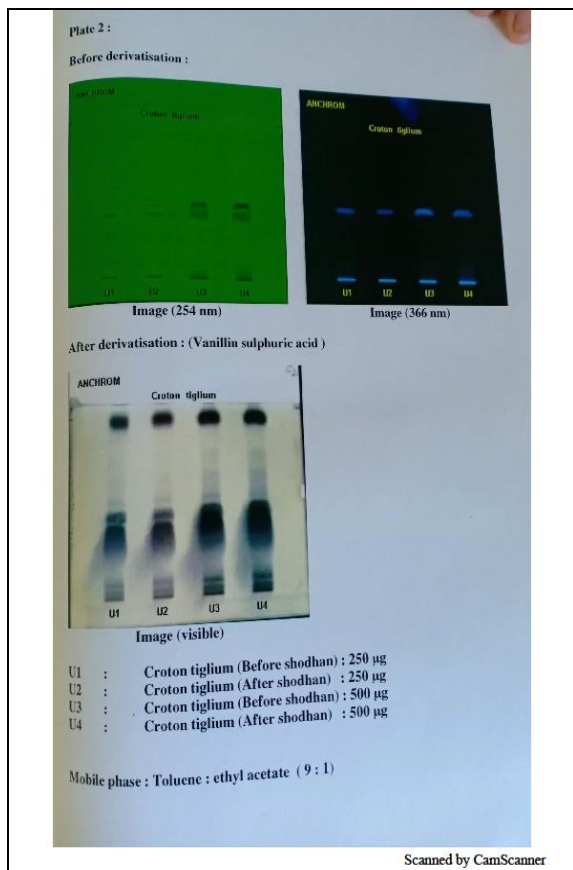 Plate 2 :
Before derivatisation :
ANCHROM
Croton tiglium
U1 U2 U3 U4
Image (254 nm)
ANCHROM
Croton tiglium
U1 U2 U3 U4
Image (366 nm)
After derivatisation : (Vanillin sulphuric acid )
ANCHROM
Croton tiglium
U1 U2 U3 U4
Image (visible)
U1 : Croton tiglium (Before shodhan) : 250 µg
U2 : Croton tiglium (After shodhan) : 250 µg
U3 : Croton tiglium (Before shodhan) : 500 µg
U4 : Croton tiglium (After shodhan) : 500 µg
Mobile phase : Toluene : ethyl acetate ( 9 : 1)
Scanned by CamScanner